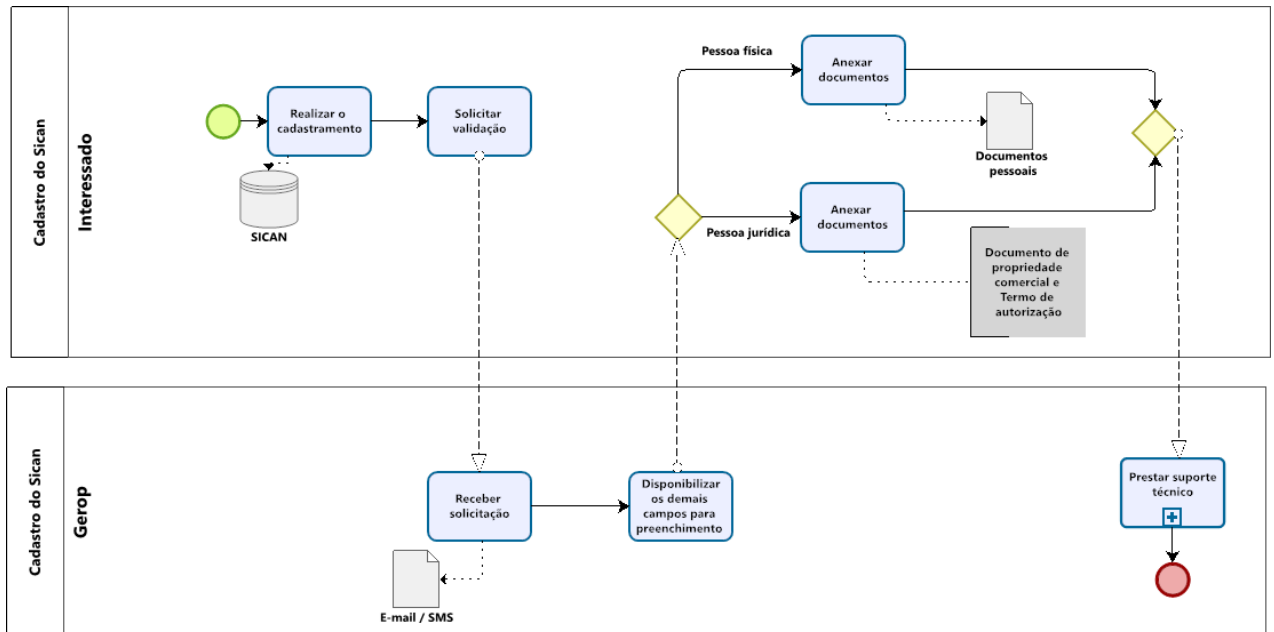 Cadastro do Sican
Interessado
Realizar o
cadastramento
SICAN
Solicitar
validação
Pessoa física
Anexar
documentos
Documentos
pessoais
Pessoa jurídica
Anexar
documentos
Documento de
propriedade
comercial e
Termo de
autorização
Cadastro do Sican
Gerop
Receber
solicitação
E-mail / SMS
Disponibilizar
os demais
campos para
preenchimento
Prestar suporte
técnico